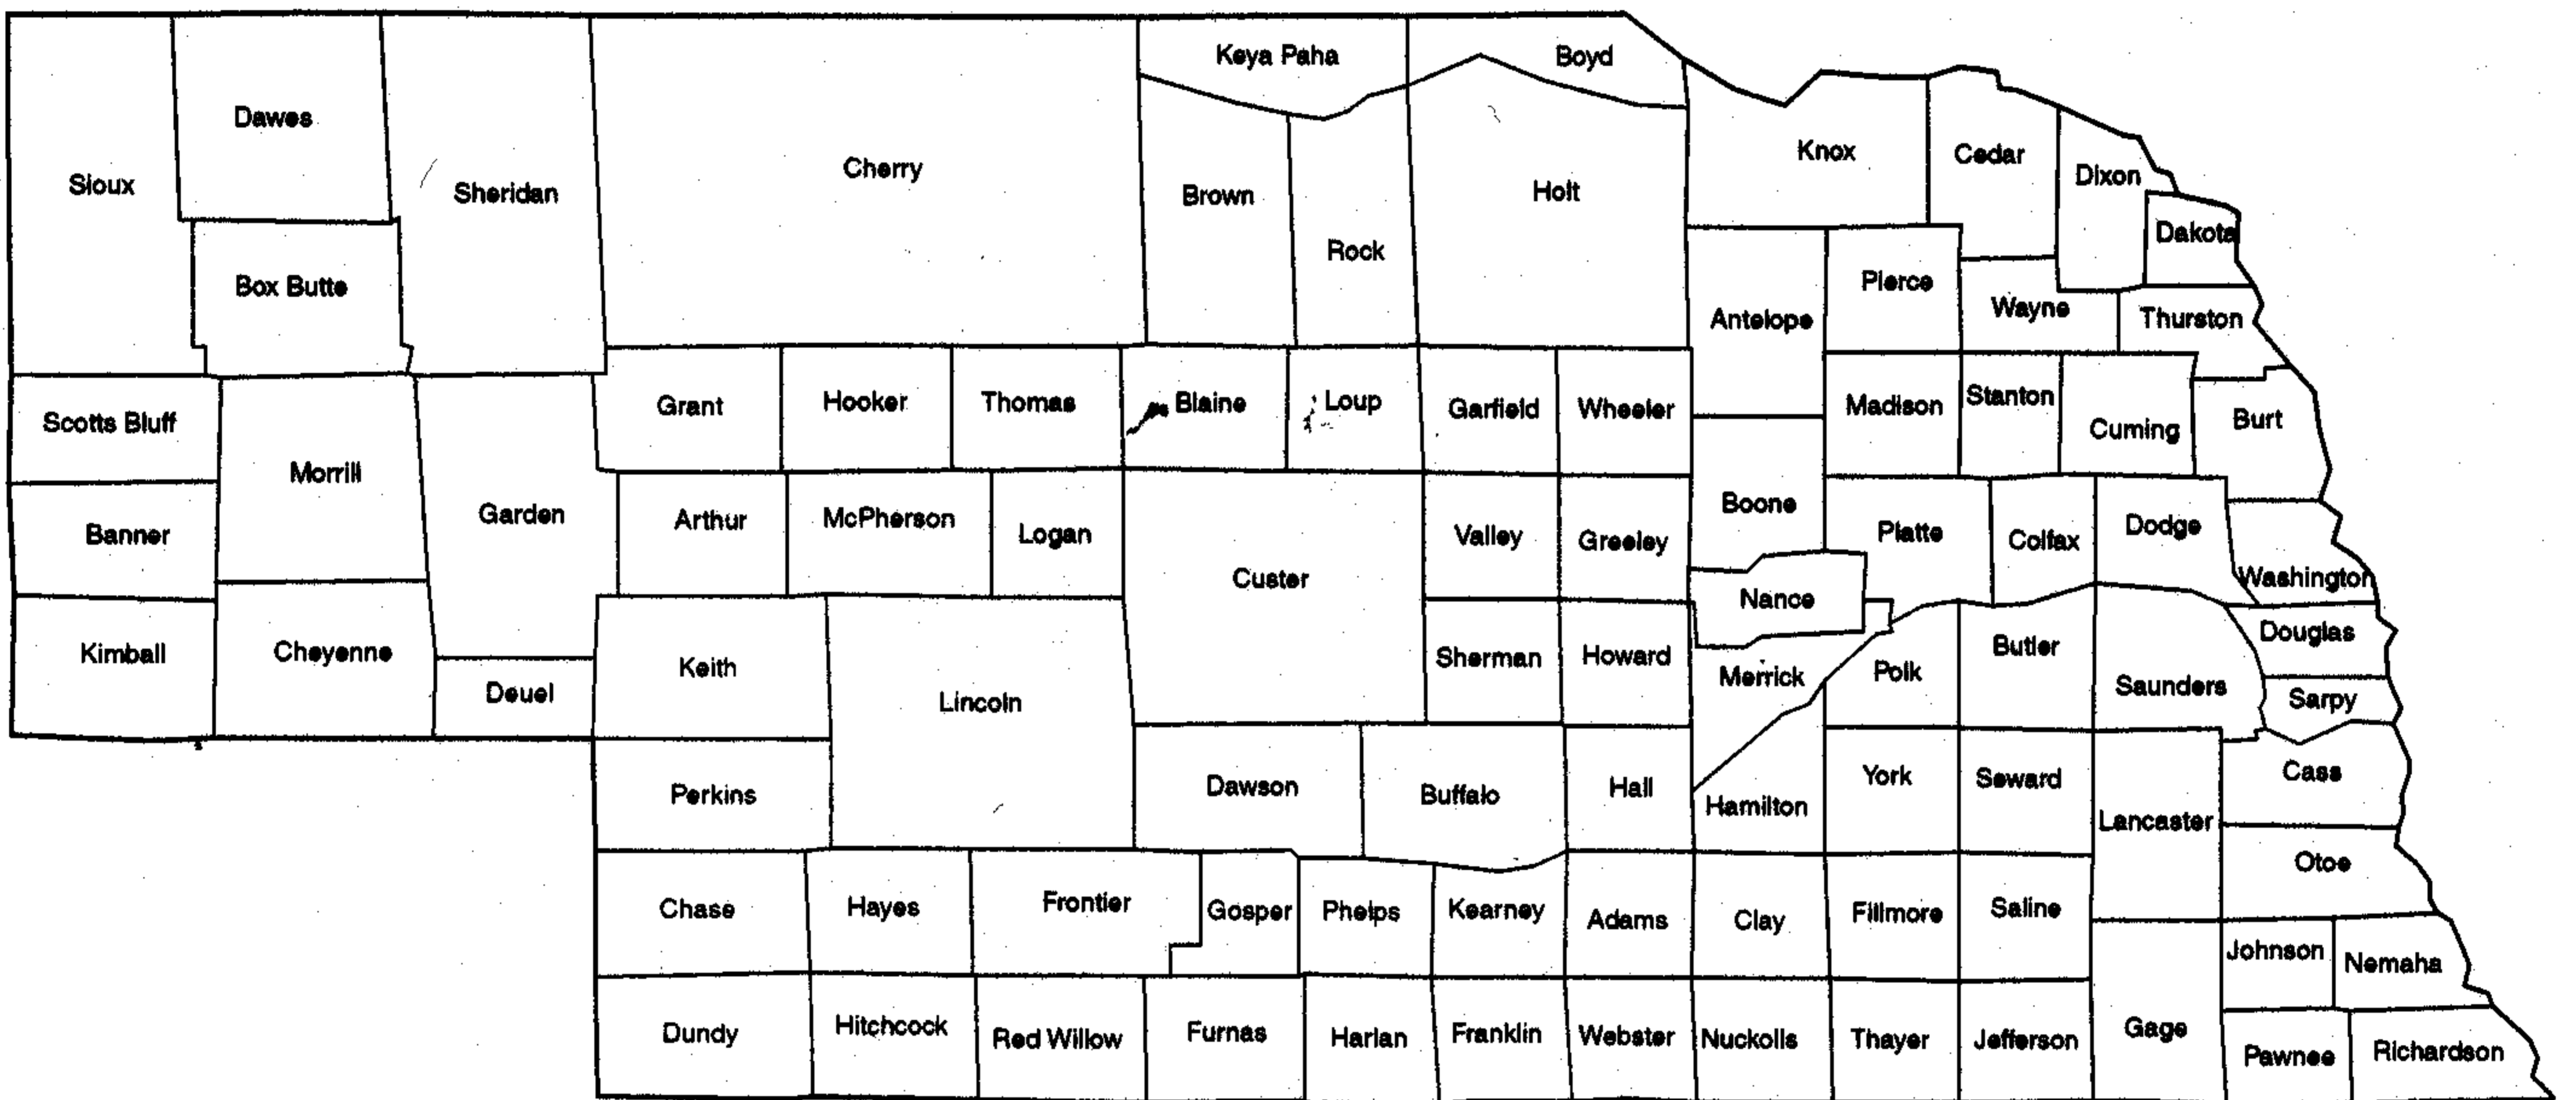 Keya Paha
Boyd
Dawes
Knox
Cedar
Cherry
Dixon
Sioux
Sheridan
Brown
Holt
Dakota
Rock
Box Butte
Pierce
Antelope
Wayne
Thurston
Scotts Bluff
Grant
Hooker
Thomas
Blaine
Loup
Garfield
Wheeler
Madison
Stanton
Cuming
Burt
Morrill
Garden
Arthur
McPherson
Logan
Boone
Banner
Custer
Valley
Greeley
Platte
Colfax
Dodge
Washington
Nance
Kimball
Cheyenne
Keith
Deuel
Lincoln
Sherman
Howard
Merrick
Polk
Butler
Saunders
Douglas
Sarpy
Perkins
Dawson
Buffalo
Hall
Hamilton
York
Seward
Lancaster
Cass
Otoe
Chase
Hayes
Frontier
Gosper
Phelps
Kearney
Adams
Clay
Fillmore
Saline
Johnson
Nemaha
Dundy
Hitchcock
Red Willow
Furnas
Harlan
Franklin
Webster
Nuckolls
Thayer
Jefferson
Gage
Pawnee
Richardson